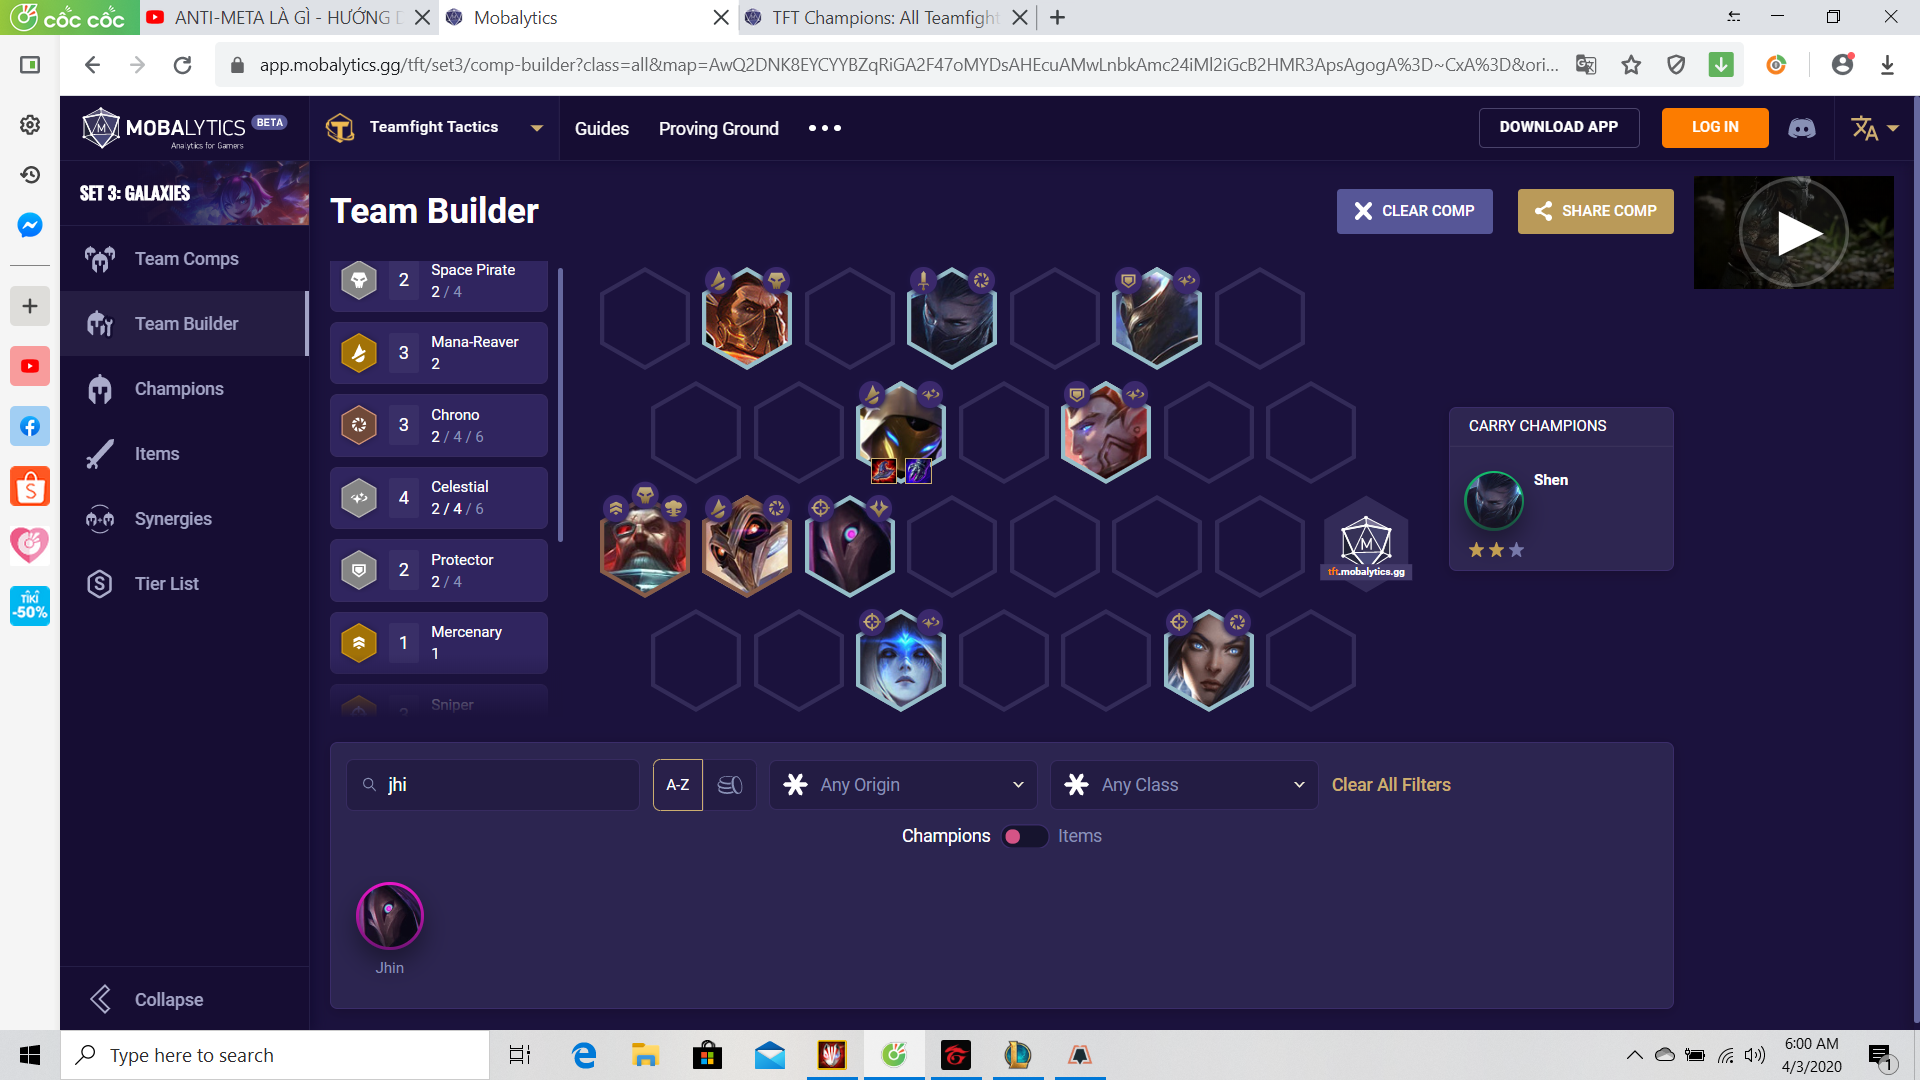 cốc cốc
ANTI-META LÀ GÌ - HƯỚNG D
Mobalytics
TFT Champions: All Teamfight
app.mobalytics.gg/tft/set3/comp-builder?class=all&map=AwQ2DNK8EYCYYBZqRiGA2F47oMYDsAHEcuAMwLnbkAmc24iMl2iGcB2HMR3ApsAgogA%3D~CxA%3D&ori...
MOBALYTICS BETA
Analytics for Gamers
Teamfight Tactics
Guides
Proving Ground
DOWNLOAD APP
LOG IN
SET 3: GALAXIES
Team Comps
Team Builder
Champions
Items
Synergies
Tier List
Collapse
TIKI
-50%
Team Builder
CLEAR COMP
SHARE COMP
2 Space Pirate
2 / 4
3 Mana-Reaver
2
3 Chrono
2 / 4 / 6
4 Celestial
2 / 4 / 6
2 Protector
2 / 4
1 Mercenary
1
3 Sniper
M
tft.mobalytics.gg
CARRY CHAMPIONS
Shen
jhi
A-Z
Any Origin
Any Class
Clear All Filters
Champions
Items
Jhin
Type here to search
6:00 AM
4/3/2020
1